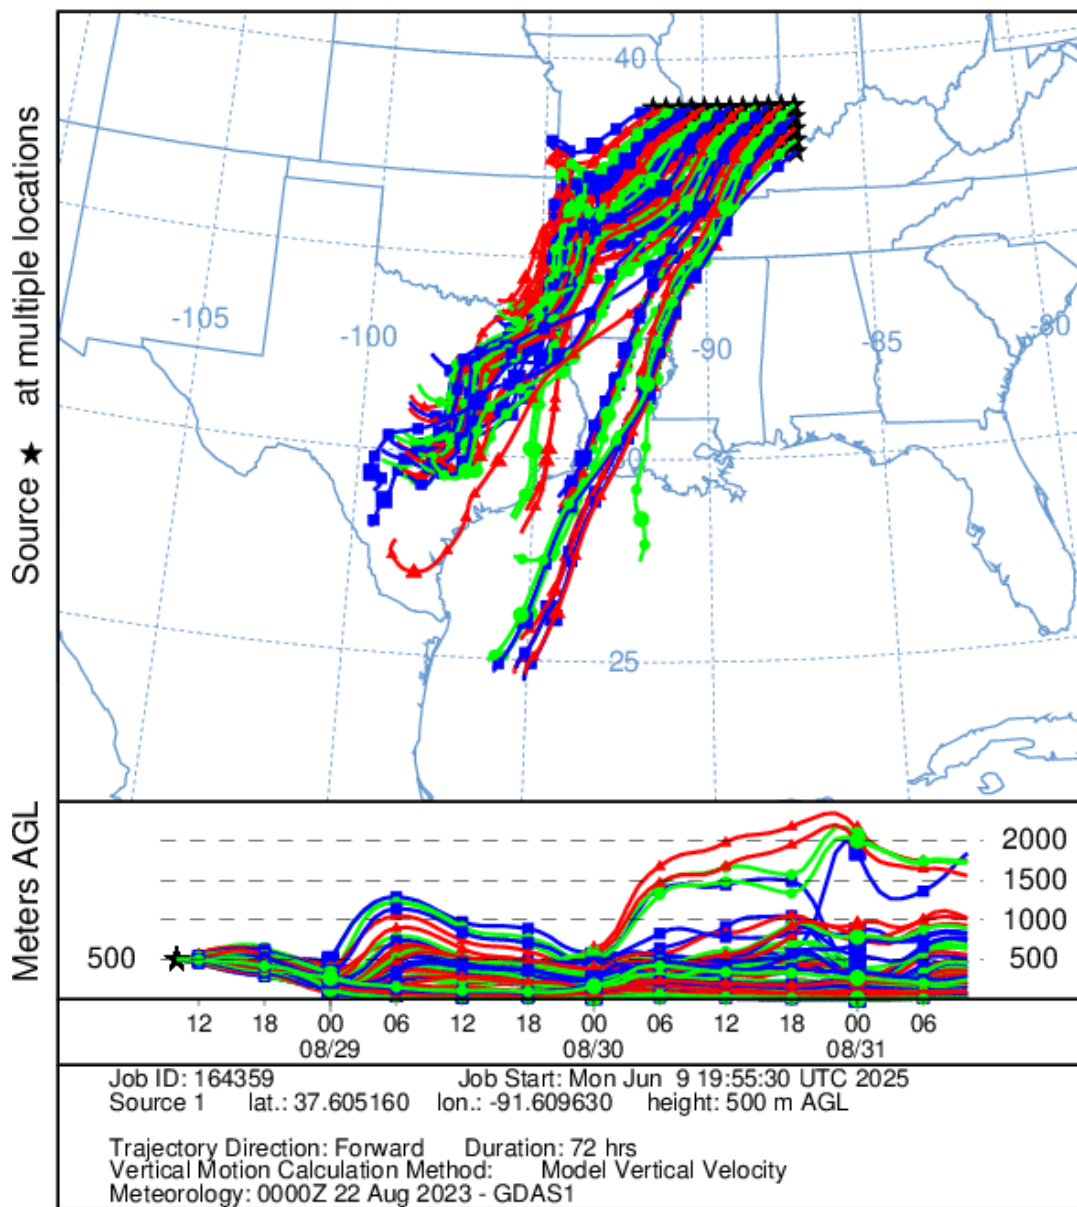 Source ★ at multiple locations
40
-105
-100
-90
-85
-80
30
25
Meters AGL
2000
1500
1000
500
500
12 18 00 06 12 18 00 06 12 18 00 06
08/29 08/30 08/31
Job ID: 164359 Job Start: Mon Jun 9 19:55:30 UTC 2025
Source 1 lat.: 37.605160 lon.: -91.609630 height: 500 m AGL
Trajectory Direction: Forward Duration: 72 hrs
Vertical Motion Calculation Method: Model Vertical Velocity
Meteorology: 0000Z 22 Aug 2023 - GDAS1